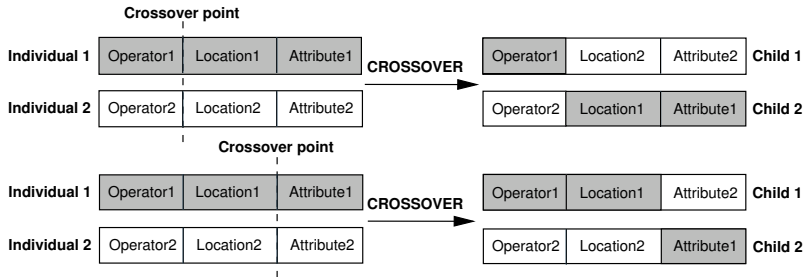 Crossover point
Individual 1 Operator1 Location1 Attribute1 Operator1 Location2 Attribute2 Child 1
CROSSOVER
Individual 2 Operator2 Location2 Attribute2 Operator2 Location1 Attribute1 Child 2
Crossover point
Individual 1 Operator1 Location1 Attribute1 Operator1 Location1 Attribute2 Child 1
CROSSOVER
Individual 2 Operator2 Location2 Attribute2 Operator2 Location2 Attribute1 Child 2